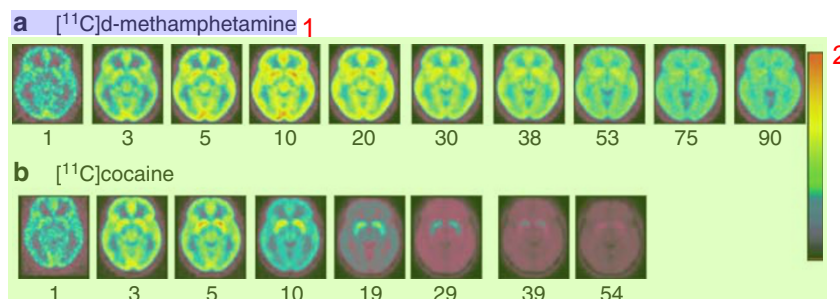 a [¹¹C]d-methamphetamine 1
2
1 3 5 10 20 30 38 53 75 90
b [¹¹C]cocaine
1 3 5 10 19 29 39 54